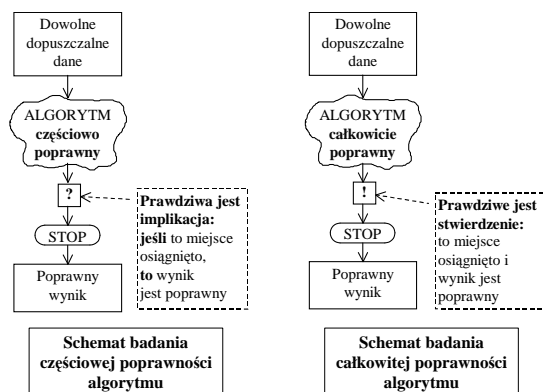 Dowolne
dopuszczalne
dane
ALGORYTM
częściowo
poprawny
?
Prawdziwa jest
implikacja:
jeśli to miejsce
osiągnięto,
to wynik
jest poprawny
STOP
Poprawny
wynik
Schemat badania
częściowej poprawności
algorytmu
Dowolne
dopuszczalne
dane
ALGORYTM
całkowicie
poprawny
!
Prawdziwe jest
stwierdzenie:
to miejsce
osiągnięto i
wynik jest
poprawny
STOP
Poprawny
wynik
Schemat badania
całkowitej poprawności
algorytmu